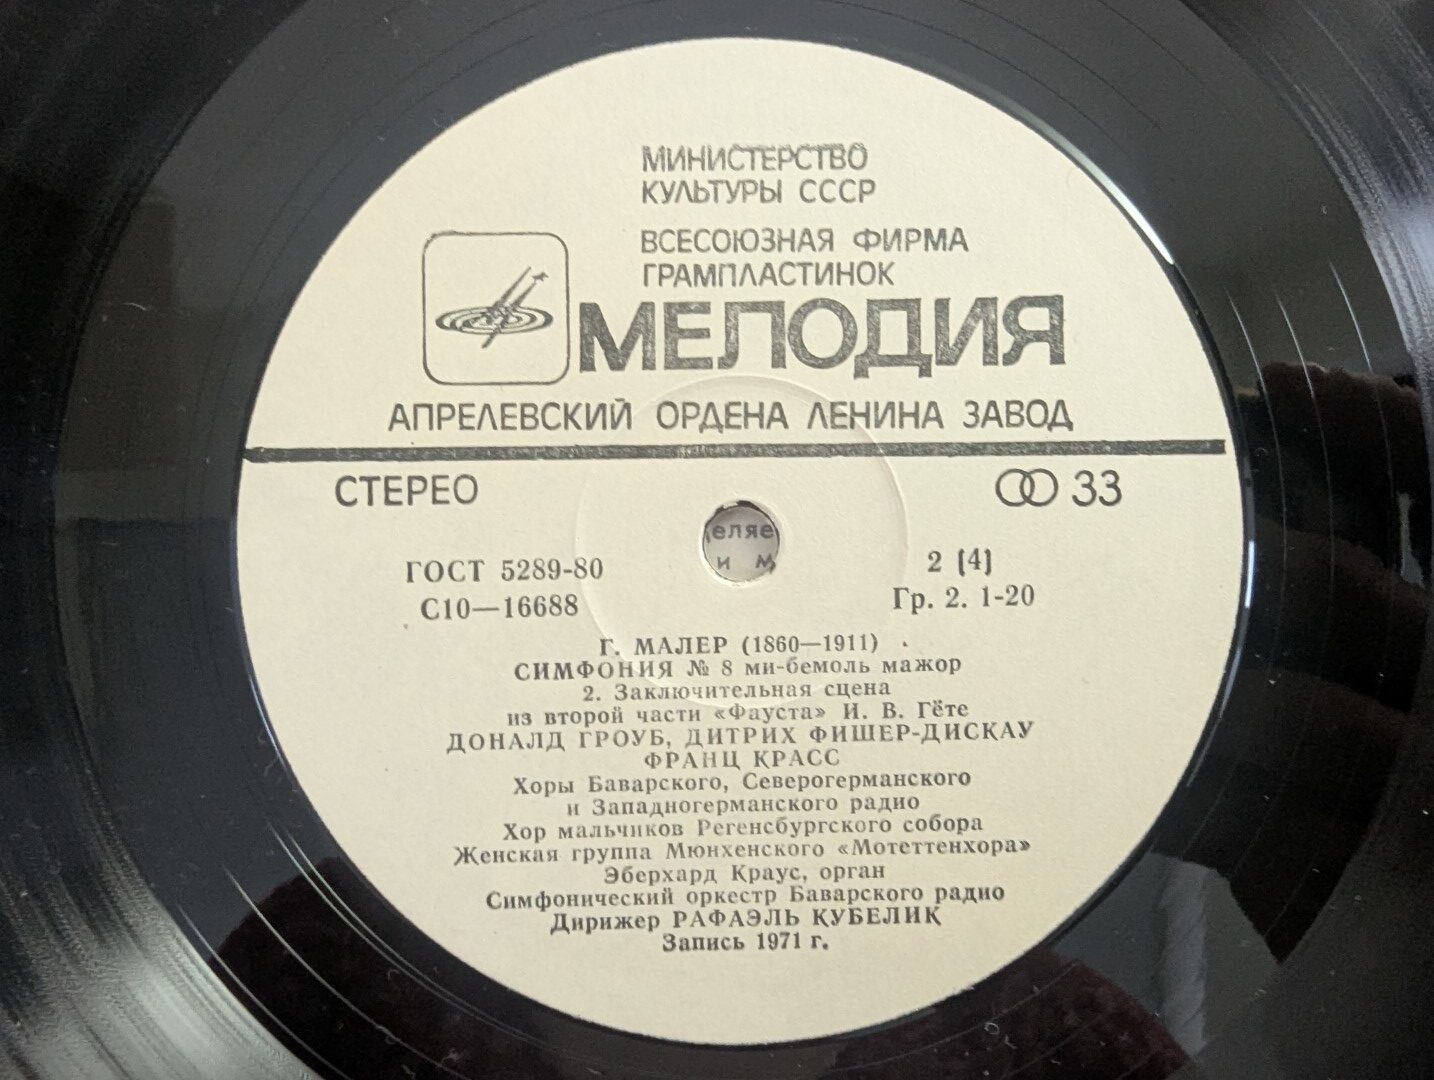 МИНИСТЕРСТВО
КУЛЬТУРЫ СССР
ВСЕСОЮЗНАЯ ФИРМА
ГРАМПЛАСТИНОК
МЕЛОДИЯ
АПРЕЛЕВСКИЙ ОРДЕНА ЛЕНИНА ЗАВОД
СТЕРЕО 33
ГОСТ 5289-80 2 (4)
С10—16688 Гр. 2. 1-20
Г. МАЛЕР (1860—1911)
СИМФОНИЯ № 8 ми-бемоль мажор
2. Заключительная сцена
из второй части «Фауста» И. В. Гёте
ДОНАЛД ГРОУБ, ДИТРИХ ФИШЕР-ДИСКАУ
ФРАНЦ КРАСС
Хоры Баварского, Северогерманского
и Западногерманского радио
Хор мальчиков Регенсбургского собора
Женская группа Мюнхенского «Мотеттенхора»
Эберхард Краус, орган
Симфонический оркестр Баварского радио
Дирижер РАФАЭЛЬ КУБЕЛИК
Запись 1971 г.